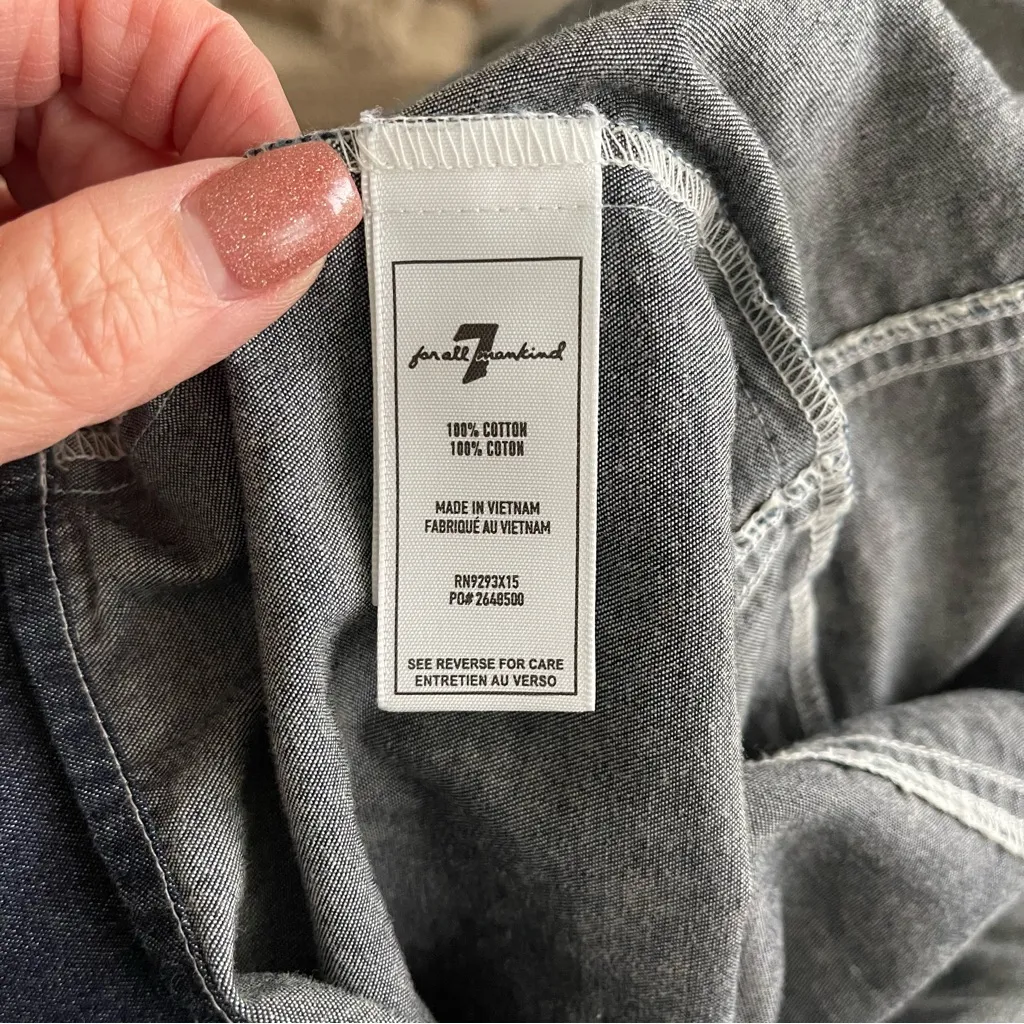 for all 7 mankind
100% COTTON
100% COTON
MADE IN VIETNAM
FABRIQUÉ AU VIETNAM
RN9293X15
PO# 2648500
SEE REVERSE FOR CARE
ENTRETIEN AU VERSO